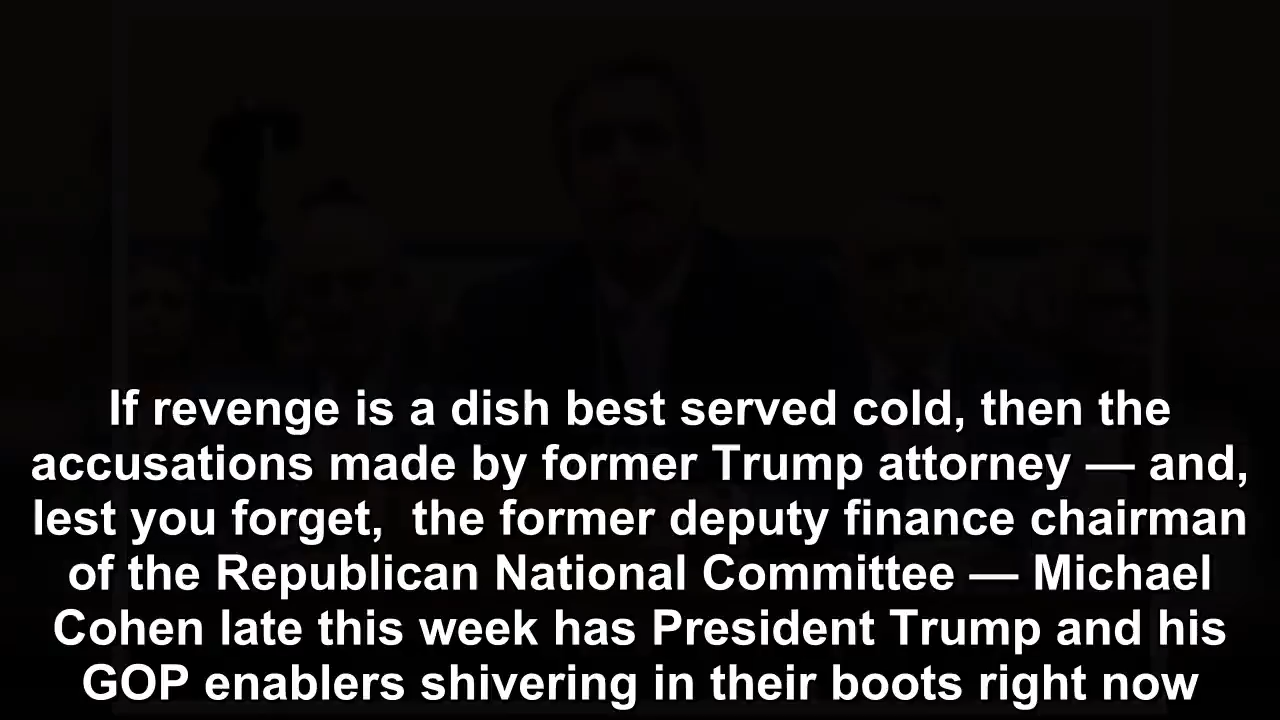 If revenge is a dish best served cold, then the
accusations made by former Trump attorney — and,
lest you forget,  the former deputy finance chairman
of the Republican National Committee — Michael
Cohen late this week has President Trump and his
GOP enablers shivering in their boots right now